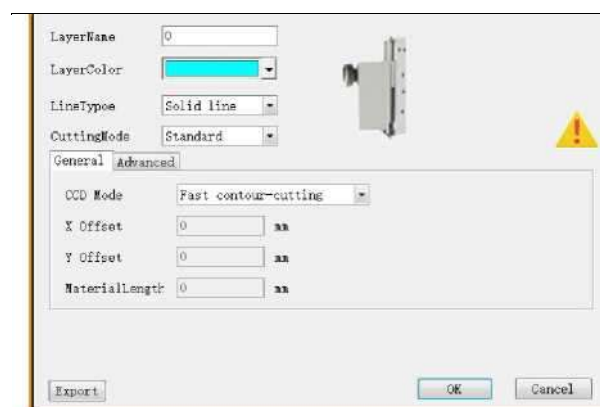 LayerName 0
LayerColor
LineTypoe Solid line
CuttingMode Standard
General Advanced
CCD Mode Fast contour-cutting
X Offset 0 mm
Y Offset 0 mm
MaterialLength 0 mm
Export OK Cancel